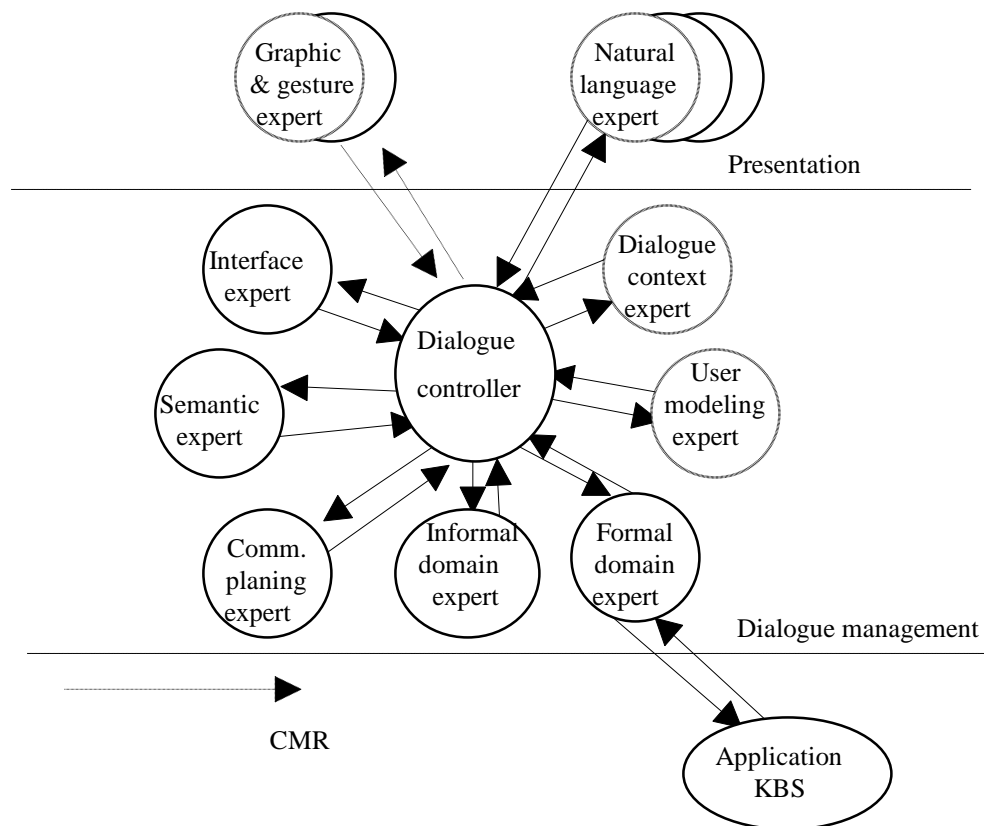 Graphic
& gesture
expert
Natural
language
expert
Presentation
Interface
expert
Dialogue
context
expert
Dialogue
controller
Semantic
expert
User
modeling
expert
Comm.
planing
expert
Informal
domain
expert
Formal
domain
expert
Dialogue management
CMR
Application
KBS